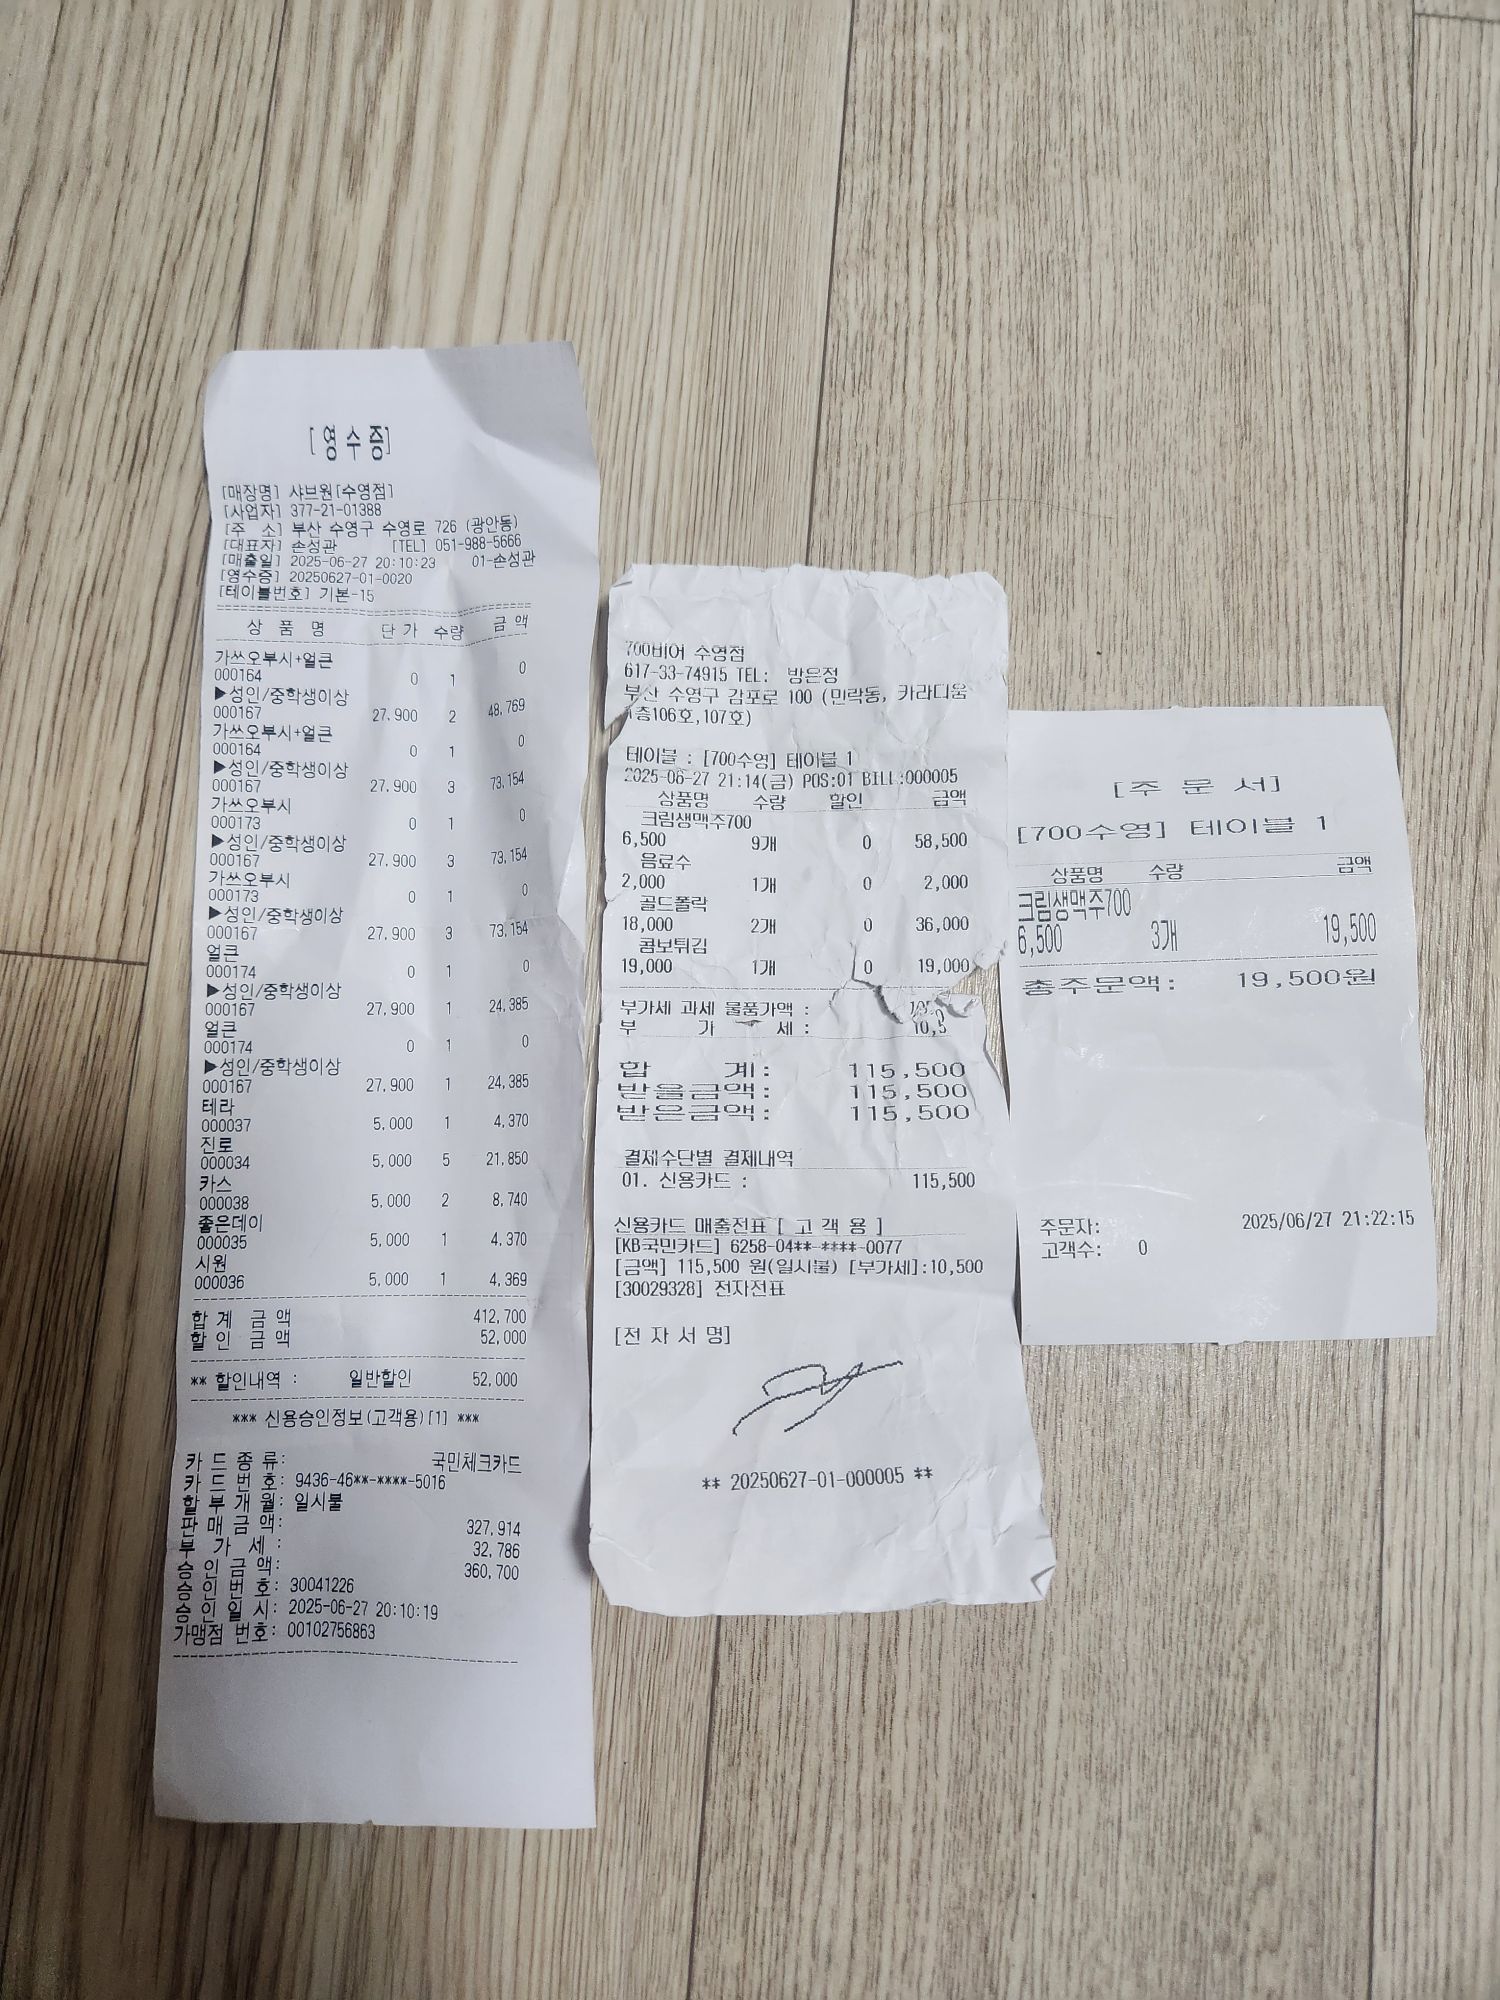 [영수증]
[매장명] 샤브원[수영점]
[사업자] 377-21-01388
[주 소] 부산 수영구 수영로 726 (광안동)
[대표자] 손성관 [TEL] 051-988-5666
[매출일] 2025-06-27 20:10:23 01-손성관
[영수증] 20250627-01-0020
[테이블번호] 기본-15
상 품 명 단 가 수량 금 액
가쓰오부시+얼큰
000164 0 1 0
▶성인/중학생이상
000167 27,900 2 48,769
가쓰오부시+얼큰
000164 0 1 0
▶성인/중학생이상
000167 27,900 3 73,154
가쓰오부시
000173 0 1 0
▶성인/중학생이상
000167 27,900 3 73,154
가쓰오부시
000173 0 1 0
▶성인/중학생이상
000167 27,900 3 73,154
얼큰
000174 0 1 0
▶성인/중학생이상
000167 27,900 1 24,385
얼큰
000174 0 1 0
▶성인/중학생이상
000167 27,900 1 24,385
테라
000037 5,000 1 4,370
진로
000034 5,000 5 21,850
카스
000038 5,000 2 8,740
좋은데이
000035 5,000 1 4,370
시원
000036 5,000 1 4,369
합 계 금 액 412,700
할 인 금 액 52,000
** 할인내역 : 일반할인 52,000
*** 신용승인정보(고객용)[1] ***
카 드 종 류: 국민체크카드
카 드 번 호: 9436-46**-****-5016
할 부 개 월: 일시불
판 매 금 액: 327,914
부 가 세 : 32,786
승 인 금 액: 360,700
승 인 번 호: 30041226
승 인 일 시: 2025-06-27 20:10:19
가맹점 번호: 00102756863
700비어 수영점
617-33-74915 TEL: 방은정
부산 수영구 감포로 100 (민락동, 카라디움
1층106호,107호)
테이블 : [700수영] 테이블 1
2025-06-27 21:14(금) POS:01 BILL:000005
상품명 수량 할인 금액
크림생맥주700
6,500 9개 0 58,500
음료수
2,000 1개 0 2,000
골드폴락
18,000 2개 0 36,000
콤보튀김
19,000 1개 0 19,000
부가세 과세 물품가액 :
부 가 세 : 10,5
합 계: 115,500
받을금액: 115,500
받은금액: 115,500
결제수단별 결제내역
01. 신용카드 : 115,500
신용카드 매출전표 [ 고 객 용 ]
[KB국민카드] 6258-04**-****-0077
[금액] 115,500 원(일시불) [부가세]:10,500
[30029328] 전자전표
[전 자 서 명]
** 20250627-01-000005 **
[주 문 서]
[700수영] 테이블 1
상품명 수량 금액
크림생맥주700
6,500 3개 19,500
총주문액: 19,500원
주문자: 2025/06/27 21:22:15
고객수: 0